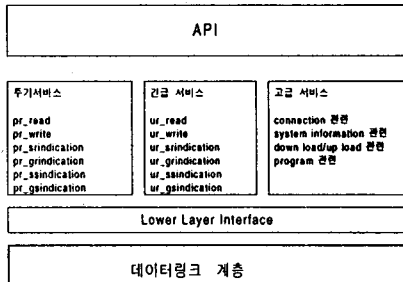 API
주기서비스
pr_read
pr_write
pr_srindication
pr_grindication
pr_ssindication
pr_gsindication
긴급 서비스
ur_read
ur_write
ur_srindication
ur_grindication
ur_ssindication
ur_gsindication
고급 서비스
connection 관련
system information 관련
down load/up load 관련
program 관련
Lower Layer Interface
데이터링크 계층